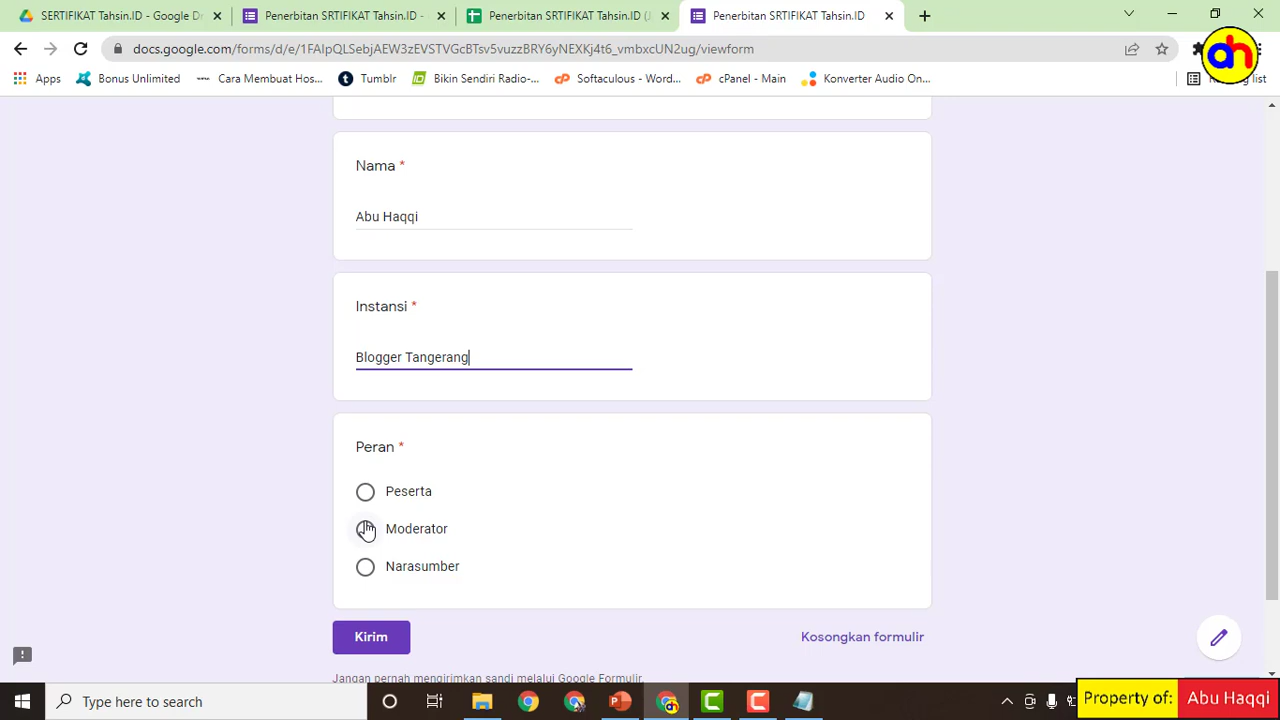 SERTIFIKAT Tahsin.ID - Google Dr
Penerbitan SRTIFIKAT Tahsin.ID
Penerbitan SRTIFIKAT Tahsin.ID (J
Penerbitan SRTIFIKAT Tahsin.ID
docs.google.com/forms/d/e/1FAIpQLSebjAEW3zEVSTVGcBTsv5vuzzBRY6yNEXKj4t6_vmbxcUN2ug/viewform
ah
Apps
Bonus Unlimited
Cara Membuat Hos...
Tumblr
Bikin Sendiri Radio-...
Softaculous - Word...
cPanel - Main
Konverter Audio On...
list
Nama *
Abu Haqqi
Instansi *
Blogger Tangerang
Peran *
Peserta
Moderator
Narasumber
Kirim
Kosongkan formulir
Jangan pernah mengirimkan sandi melalui Google Formulir.
Type here to search
Property of:
Abu Haqqi